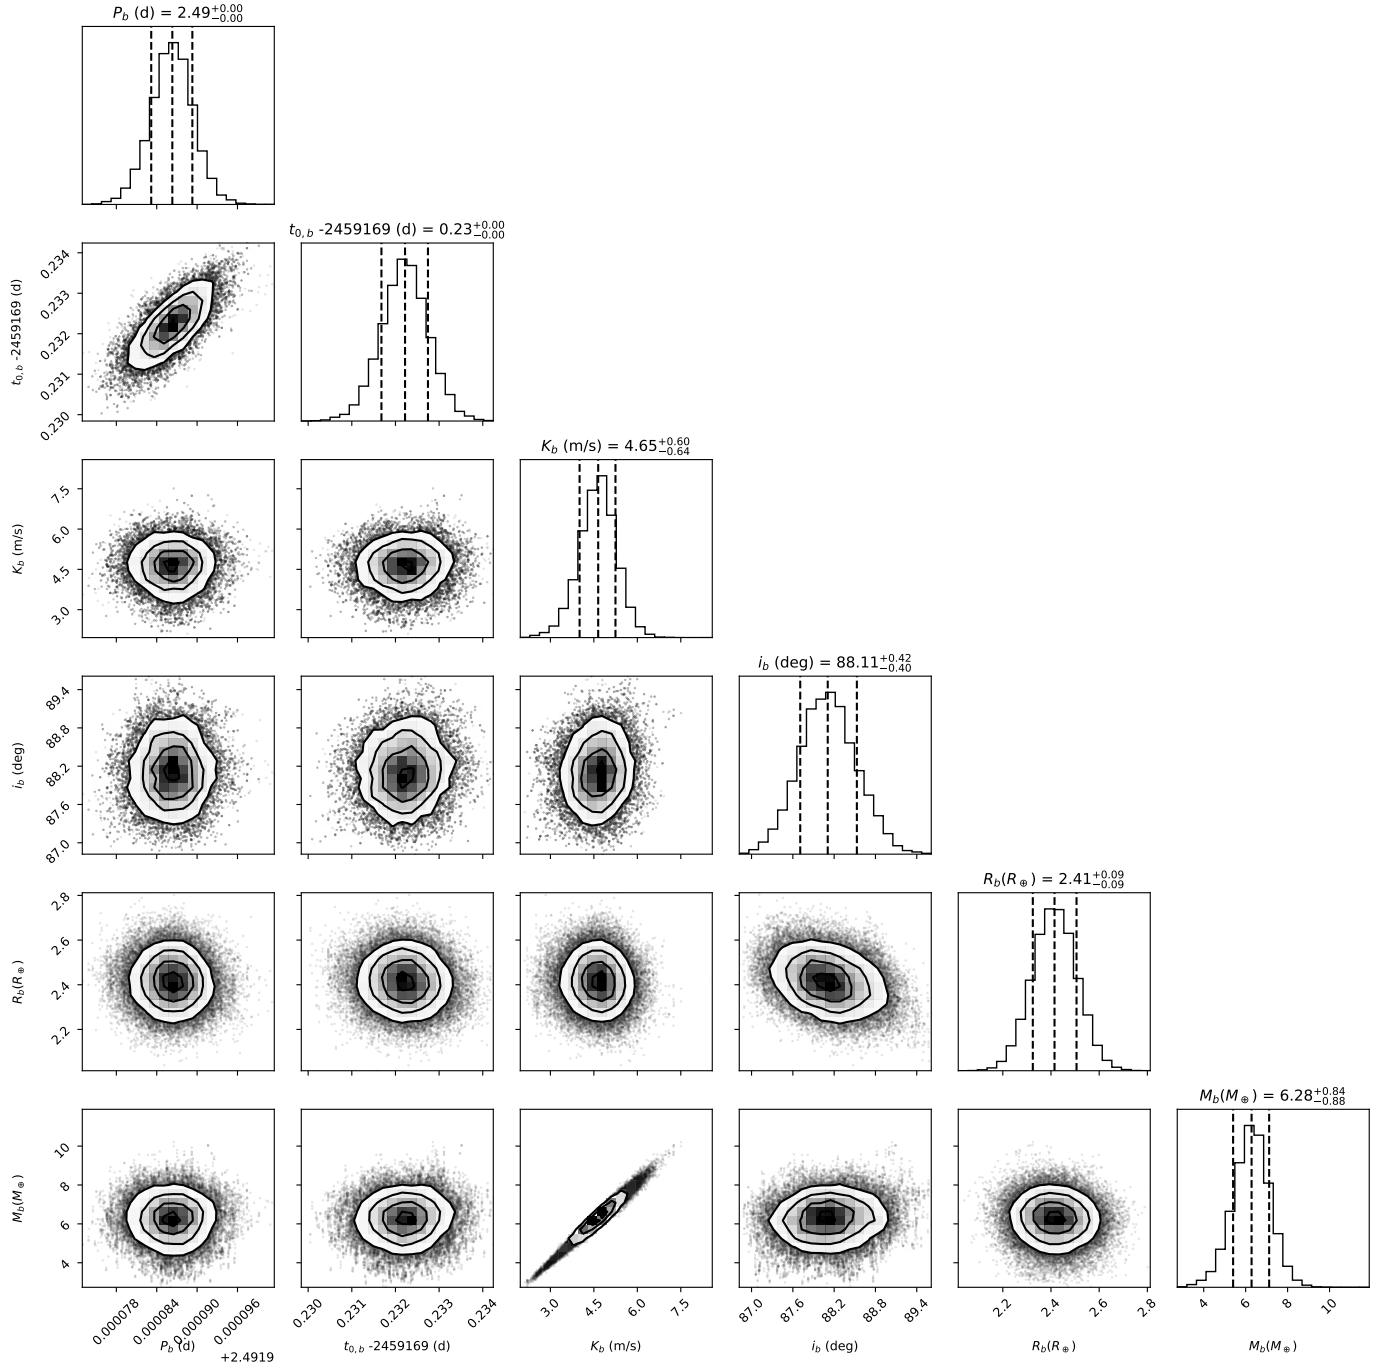 P_b (d) = 2.49^{+0.00}_{-0.00}
t_{0,b} -2459169 (d) = 0.23^{+0.00}_{-0.00}
t_{0,b} -2459169 (d)
0.234
0.233
0.232
0.231
0.230
K_b (m/s) = 4.65^{+0.60}_{-0.64}
K_b (m/s)
7.5
6.0
4.5
3.0
i_b (deg) = 88.11^{+0.42}_{-0.40}
i_b (deg)
89.4
88.8
88.2
87.6
87.0
R_b(R_⊕) = 2.41^{+0.09}_{-0.09}
R_b(R_⊕)
2.8
2.6
2.4
2.2
M_b(M_⊕) = 6.28^{+0.84}_{-0.88}
M_b(M_⊕)
10
8
6
4
0.000078 0.000084 0.000090 0.000096
P_b (d)
+2.4919
0.230 0.231 0.232 0.233 0.234
t_{0,b} -2459169 (d)
3.0 4.5 6.0 7.5
K_b (m/s)
87.0 87.6 88.2 88.8 89.4
i_b (deg)
2.2 2.4 2.6 2.8
R_b(R_⊕)
4 6 8 10
M_b(M_⊕)